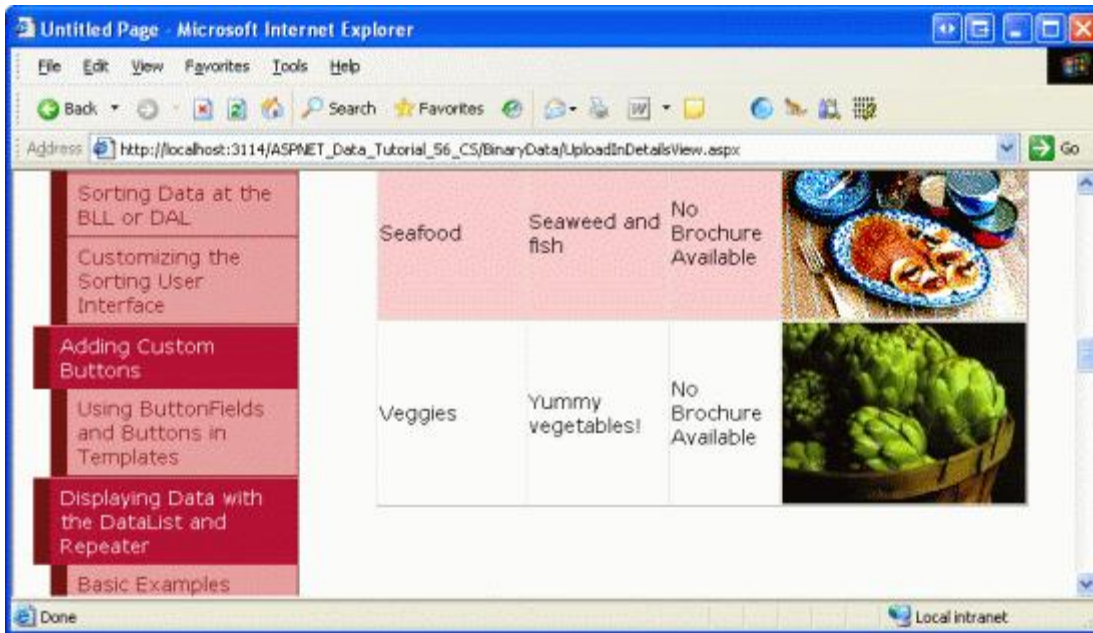 Untitled Page - Microsoft Internet Explorer
File Edit View Favorites Tools Help
Back Search Favorites
Address http://localhost:3114/ASPNET_Data_Tutorial_56_CS/BinaryData/UploadInDetailsView.aspx Go
Sorting Data at the
BLL or DAL
Customizing the
Sorting User
Interface
Adding Custom
Buttons
Using ButtonFields
and Buttons in
Templates
Displaying Data with
the DataList and
Repeater
Basic Examples
Seafood
Seaweed and
fish
No
Brochure
Available
Veggies
Yummy
vegetables!
No
Brochure
Available
Done
Local intranet